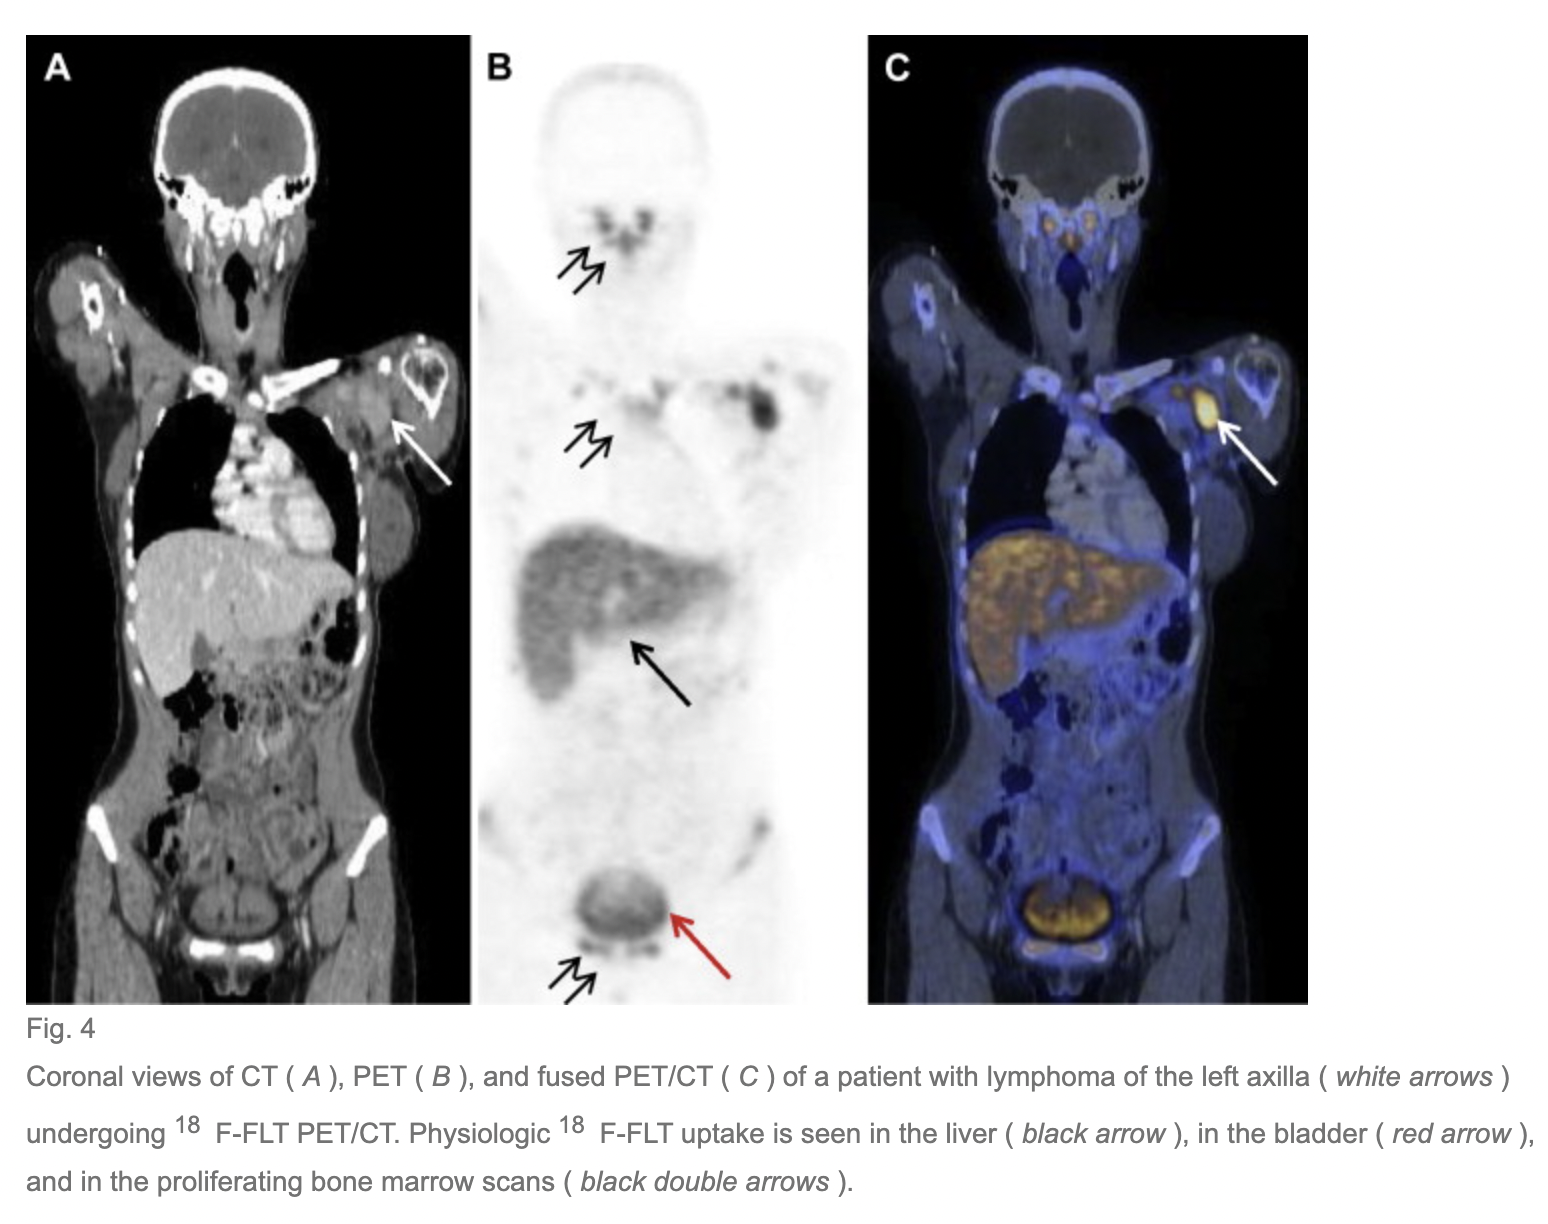 A B C
Fig. 4
Coronal views of CT ( A ), PET ( B ), and fused PET/CT ( C ) of a patient with lymphoma of the left axilla ( white arrows )
undergoing 18 F-FLT PET/CT. Physiologic 18 F-FLT uptake is seen in the liver ( black arrow ), in the bladder ( red arrow ),
and in the proliferating bone marrow scans ( black double arrows ).